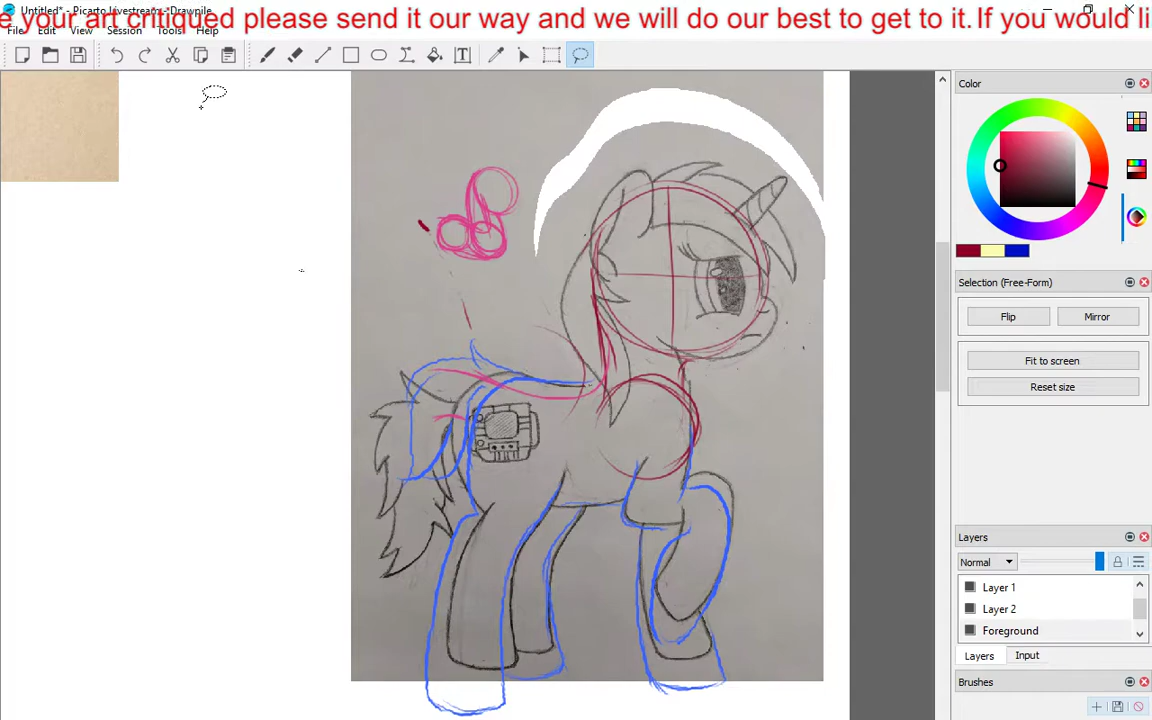 Untitled* - Picarto Livestream - Drawpile
e your art critiqued please send it our way and we will do our best to get to it. If you would li
File Edit View Session Tools Help
Color
Selection (Free-Form)
Flip Mirror
Fit to screen
Reset size
Layers
Normal
Layer 1
Layer 2
Foreground
Layers Input
Brushes